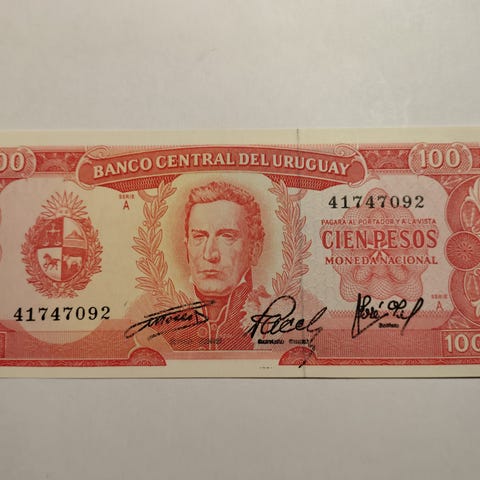 00
BANCO CENTRAL DEL URUGUAY
100
SERIE
A
41747092
PAGARA AL PORTADOR Y A LA VISTA
CIEN PESOS
MONEDA NACIONAL
41747092
SERIE
A
100